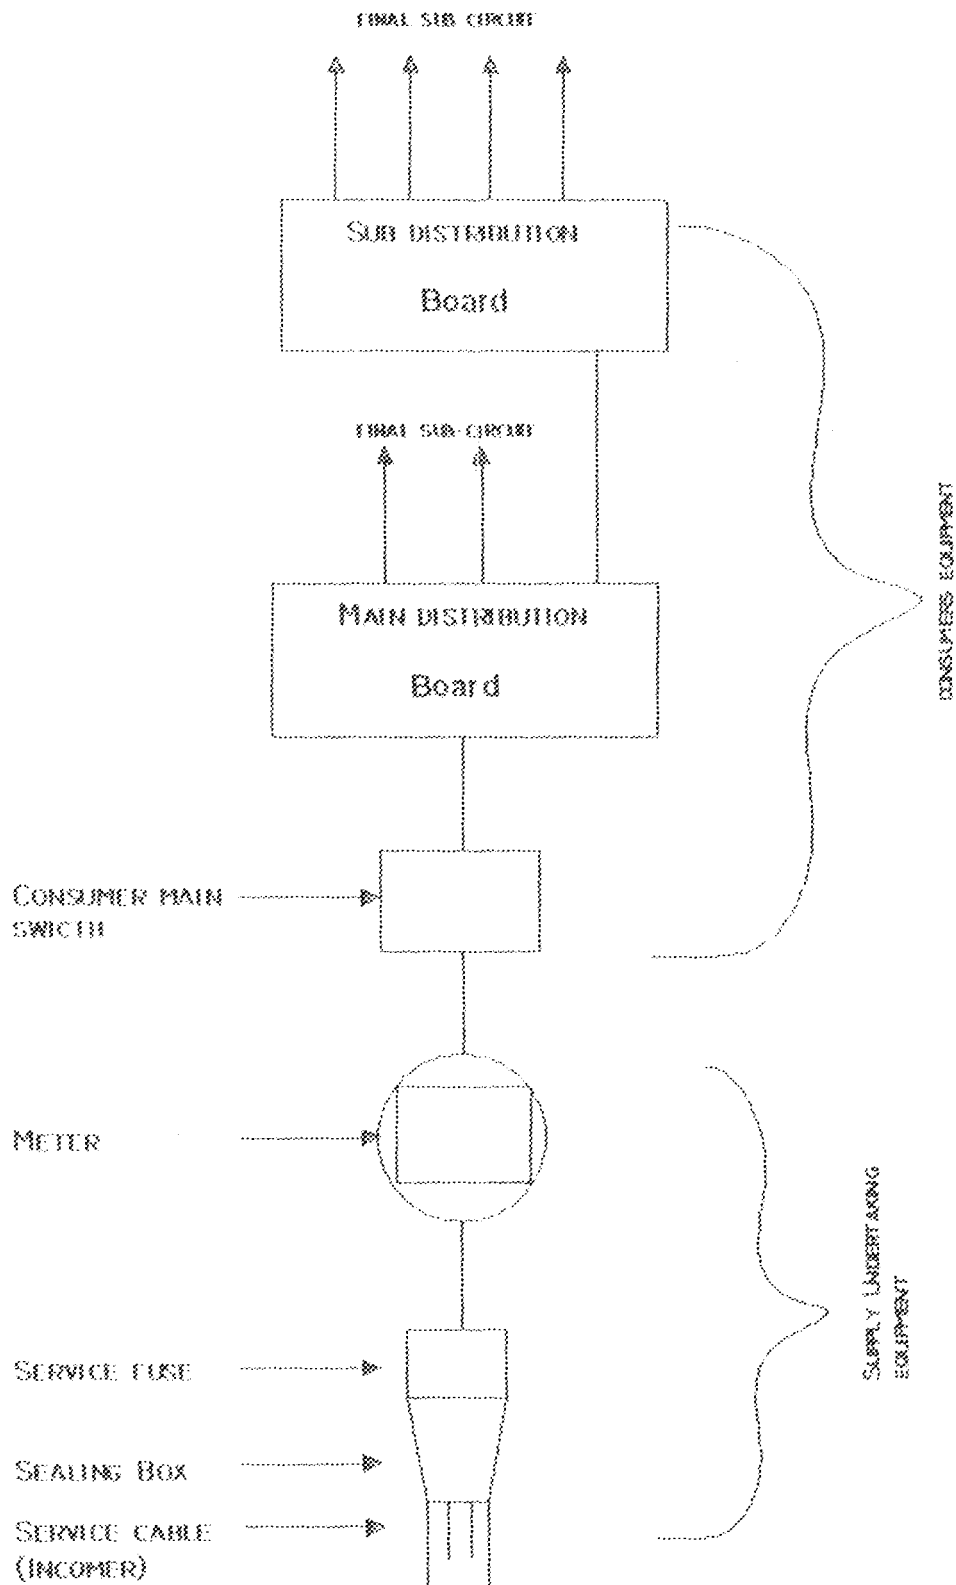 FINAL SUB CIRCUIT
SUB DISTRIBUTION
Board
FINAL SUB-CIRCUIT
MAIN DISTRIBUTION
Board
CONSUMERS EQUIPMENT
CONSUMER MAIN
SWICTH
METER
SUPPLY UNDERTAKING
EQUIPMENT
SERVICE FUSE
SEALING BOX
SERVICE CABLE
(INCOMER)